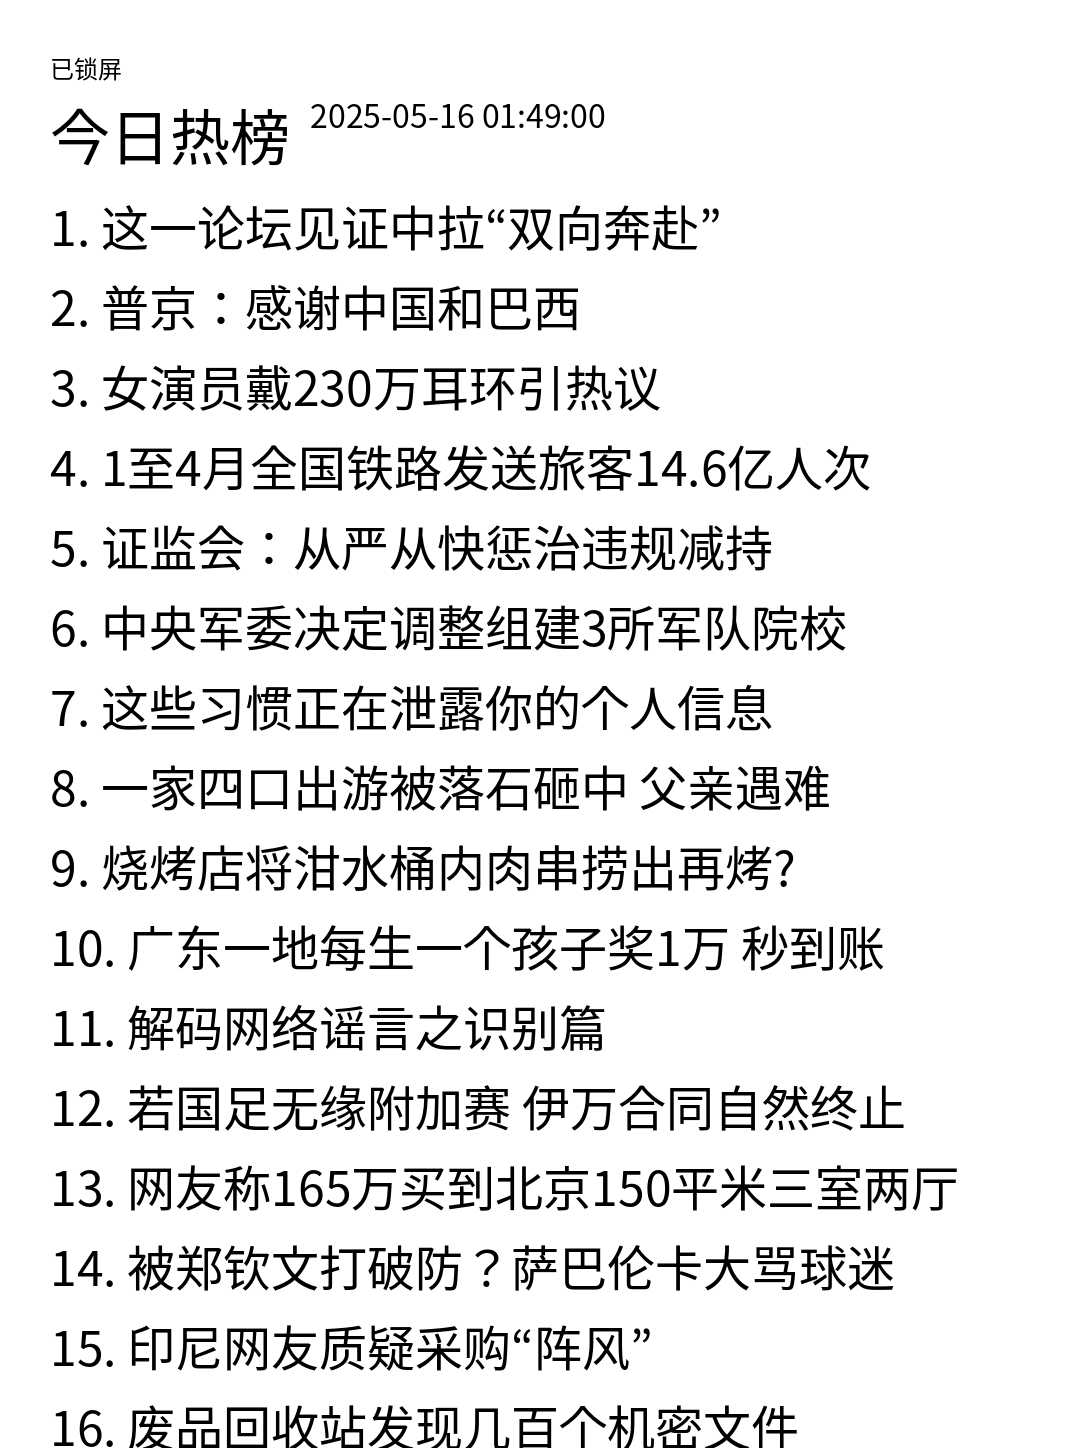 已锁屏
今日热榜 2025-05-16 01:49:00
1. 这一论坛见证中拉“双向奔赴”
2. 普京：感谢中国和巴西
3. 女演员戴230万耳环引热议
4. 1至4月全国铁路发送旅客14.6亿人次
5. 证监会：从严从快惩治违规减持
6. 中央军委决定调整组建3所军队院校
7. 这些习惯正在泄露你的个人信息
8. 一家四口出游被落石砸中 父亲遇难
9. 烧烤店将泔水桶内肉串捞出再烤?
10. 广东一地每生一个孩子奖1万 秒到账
11. 解码网络谣言之识别篇
12. 若国足无缘附加赛 伊万合同自然终止
13. 网友称165万买到北京150平米三室两厅
14. 被郑钦文打破防？萨巴伦卡大骂球迷
15. 印尼网友质疑采购“阵风”
16. 废品回收站发现几百个机密文件